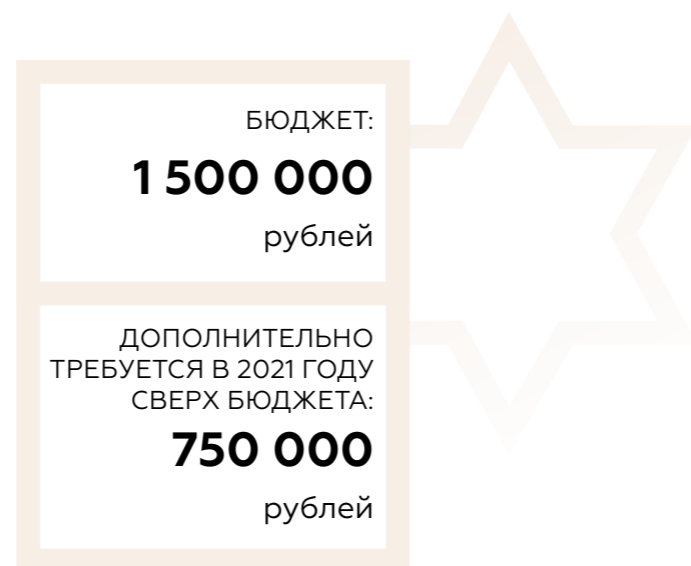 БЮДЖЕТ:
1 500 000
рублей
ДОПОЛНИТЕЛЬНО
ТРЕБУЕТСЯ В 2021 ГОДУ
СВЕРХ БЮДЖЕТА:
750 000
рублей